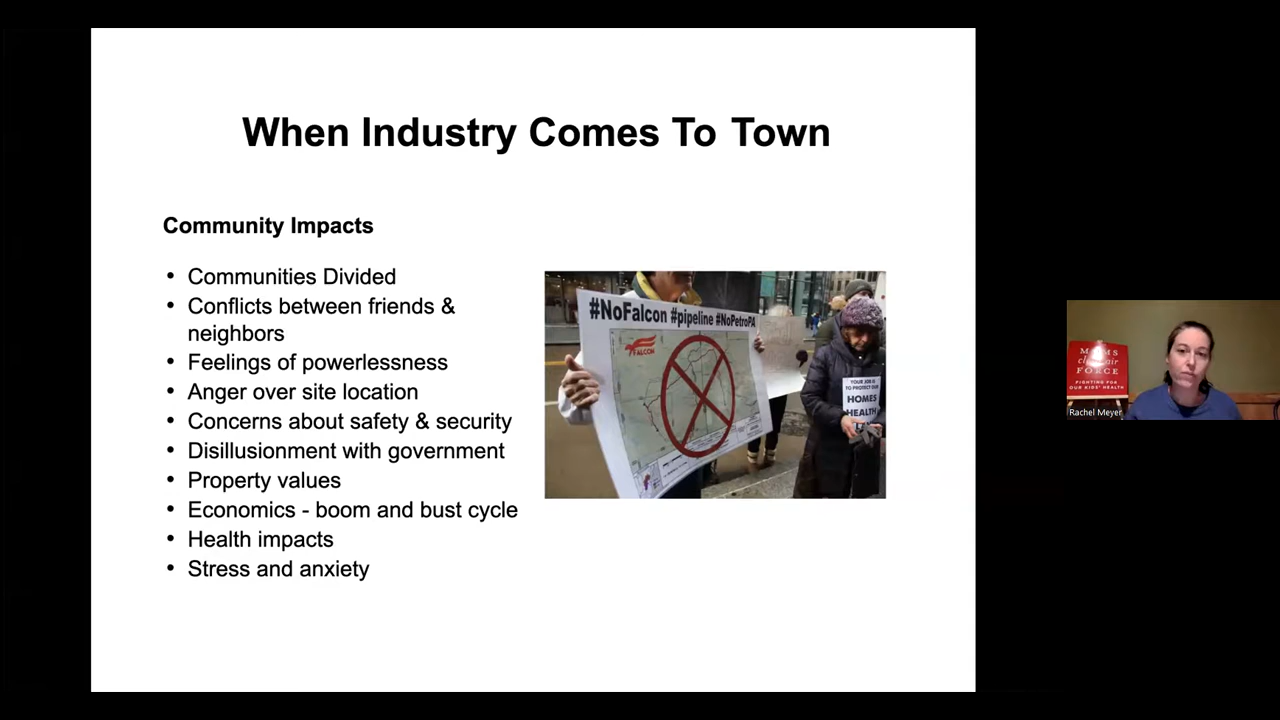 When Industry Comes To Town
Community Impacts
• Communities Divided
• Conflicts between friends &
neighbors
• Feelings of powerlessness
• Anger over site location
• Concerns about safety & security
• Disillusionment with government
• Property values
• Economics - boom and bust cycle
• Health impacts
• Stress and anxiety
#NoFalcon #pipeline #NoPetroPA
FALCON
YOUR JOB IS
TO PROTECT OUR
HOMES
HEALTH
MOMS
clean air
FORCE
FIGHTING FOR
OUR KIDS' HEALTH
Rachel Meyer